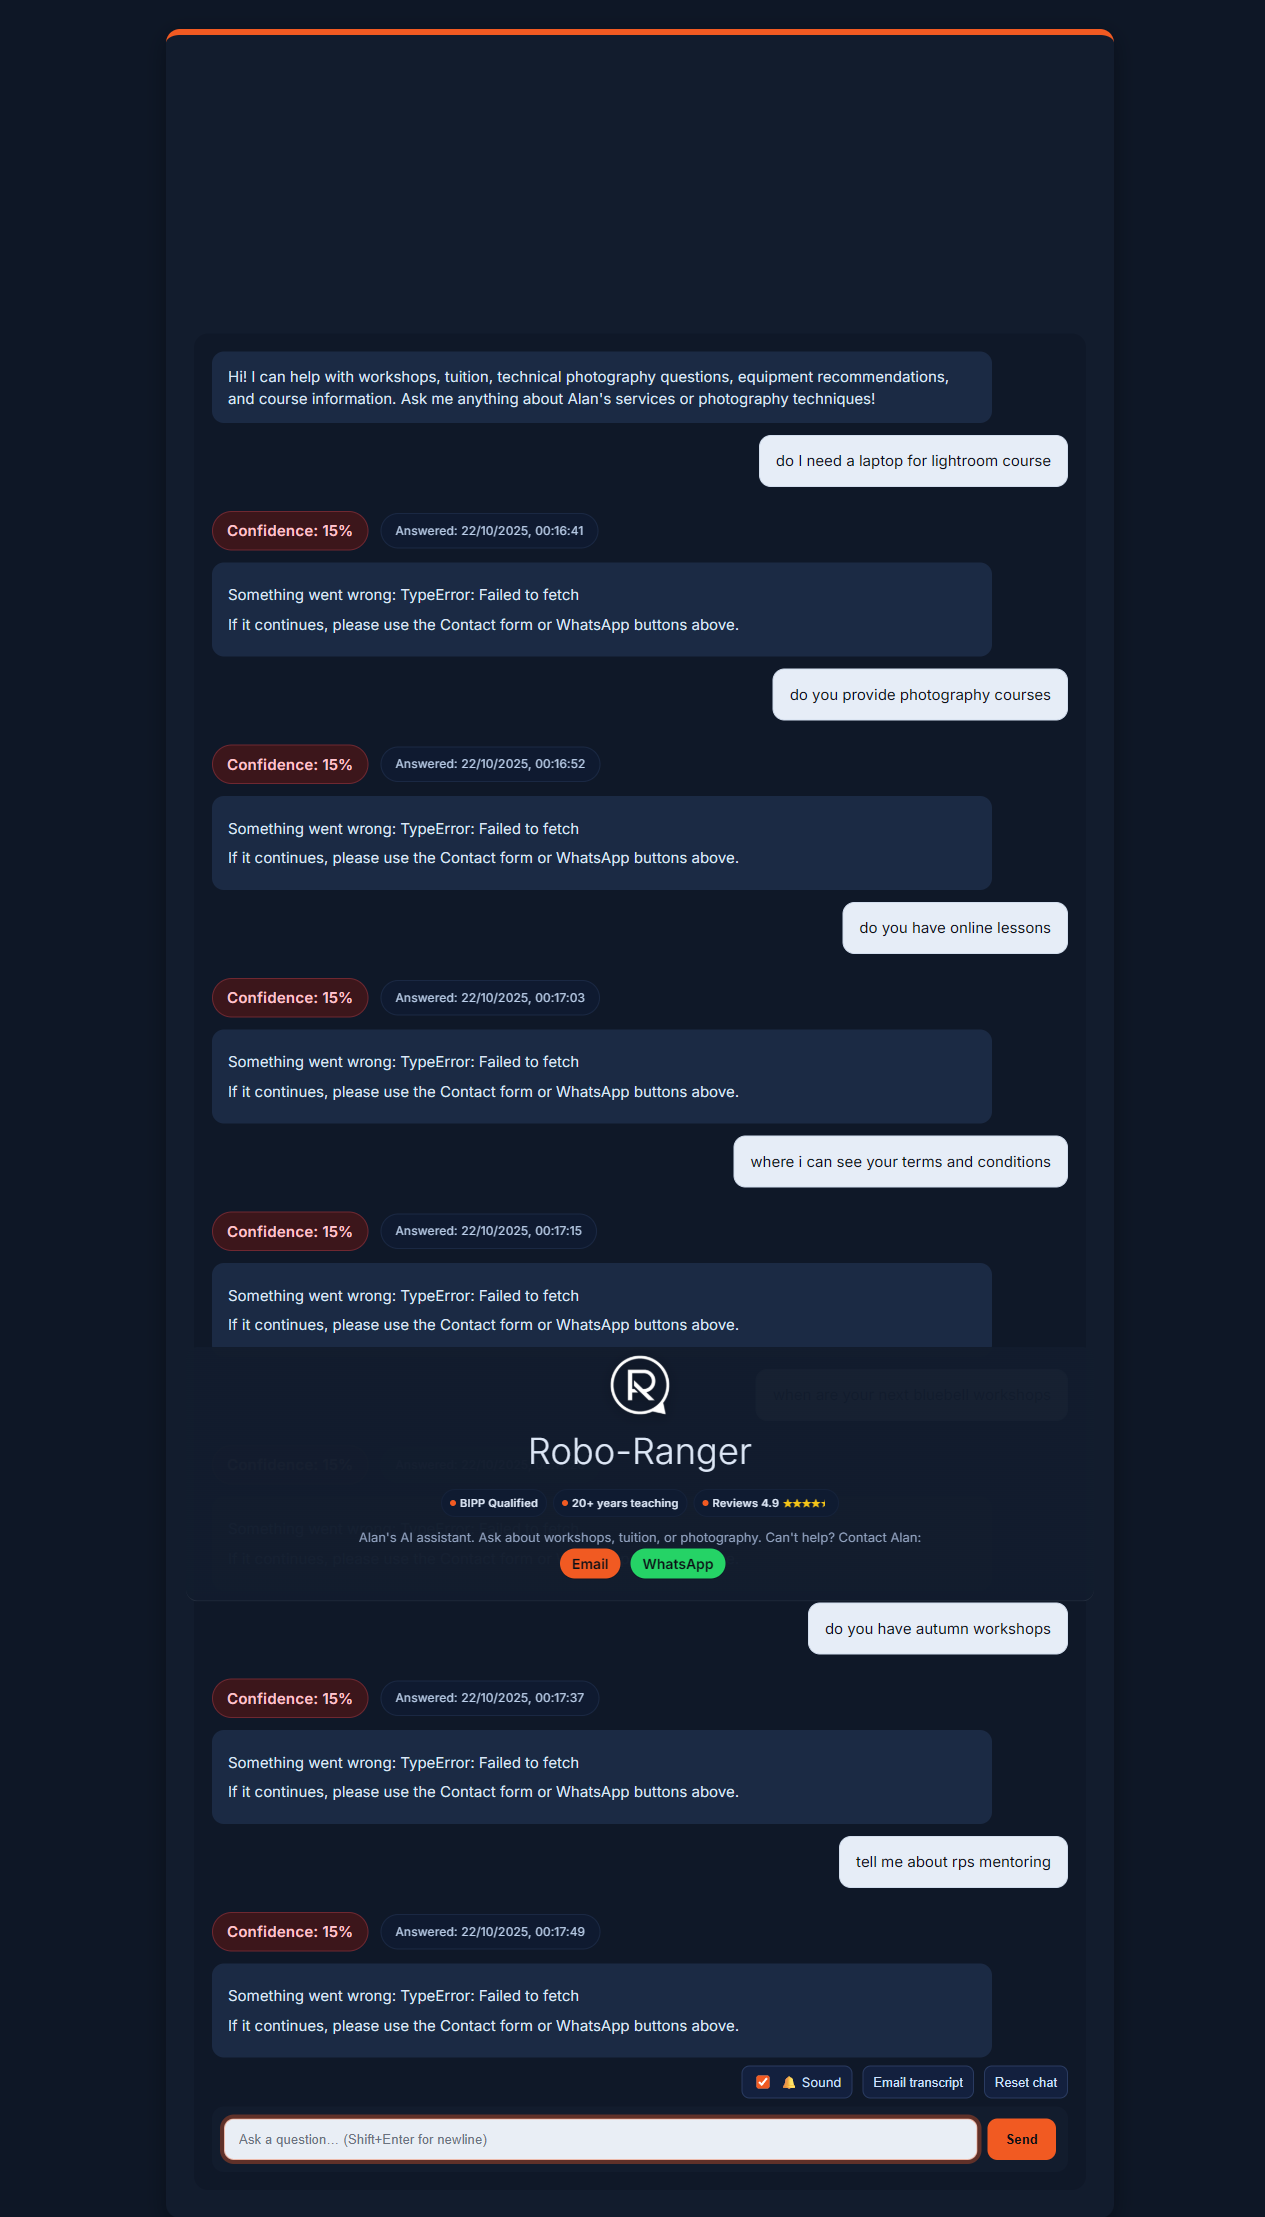 Hi! I can help with workshops, tuition, technical photography questions, equipment recommendations,
and course information. Ask me anything about Alan's services or photography techniques!
do I need a laptop for lightroom course
Confidence: 15%
Answered: 22/10/2025, 00:16:41
Something went wrong: TypeError: Failed to fetch
If it continues, please use the Contact form or WhatsApp buttons above.
do you provide photography courses
Confidence: 15%
Answered: 22/10/2025, 00:16:52
Something went wrong: TypeError: Failed to fetch
If it continues, please use the Contact form or WhatsApp buttons above.
do you have online lessons
Confidence: 15%
Answered: 22/10/2025, 00:17:03
Something went wrong: TypeError: Failed to fetch
If it continues, please use the Contact form or WhatsApp buttons above.
where i can see your terms and conditions
Confidence: 15%
Answered: 22/10/2025, 00:17:15
Something went wrong: TypeError: Failed to fetch
If it continues, please use the Contact form or WhatsApp buttons above.
when are your next bluebell workshops
Confidence: 15%
Robo-Ranger
BIPP Qualified
20+ years teaching
Reviews 4.9 ★★★★
Alan's AI assistant. Ask about workshops, tuition, or photography. Can't help? Contact Alan:
Email
WhatsApp
do you have autumn workshops
Confidence: 15%
Answered: 22/10/2025, 00:17:37
Something went wrong: TypeError: Failed to fetch
If it continues, please use the Contact form or WhatsApp buttons above.
tell me about rps mentoring
Confidence: 15%
Answered: 22/10/2025, 00:17:49
Something went wrong: TypeError: Failed to fetch
If it continues, please use the Contact form or WhatsApp buttons above.
Sound
Email transcript
Reset chat
Ask a question... (Shift+Enter for newline)
Send